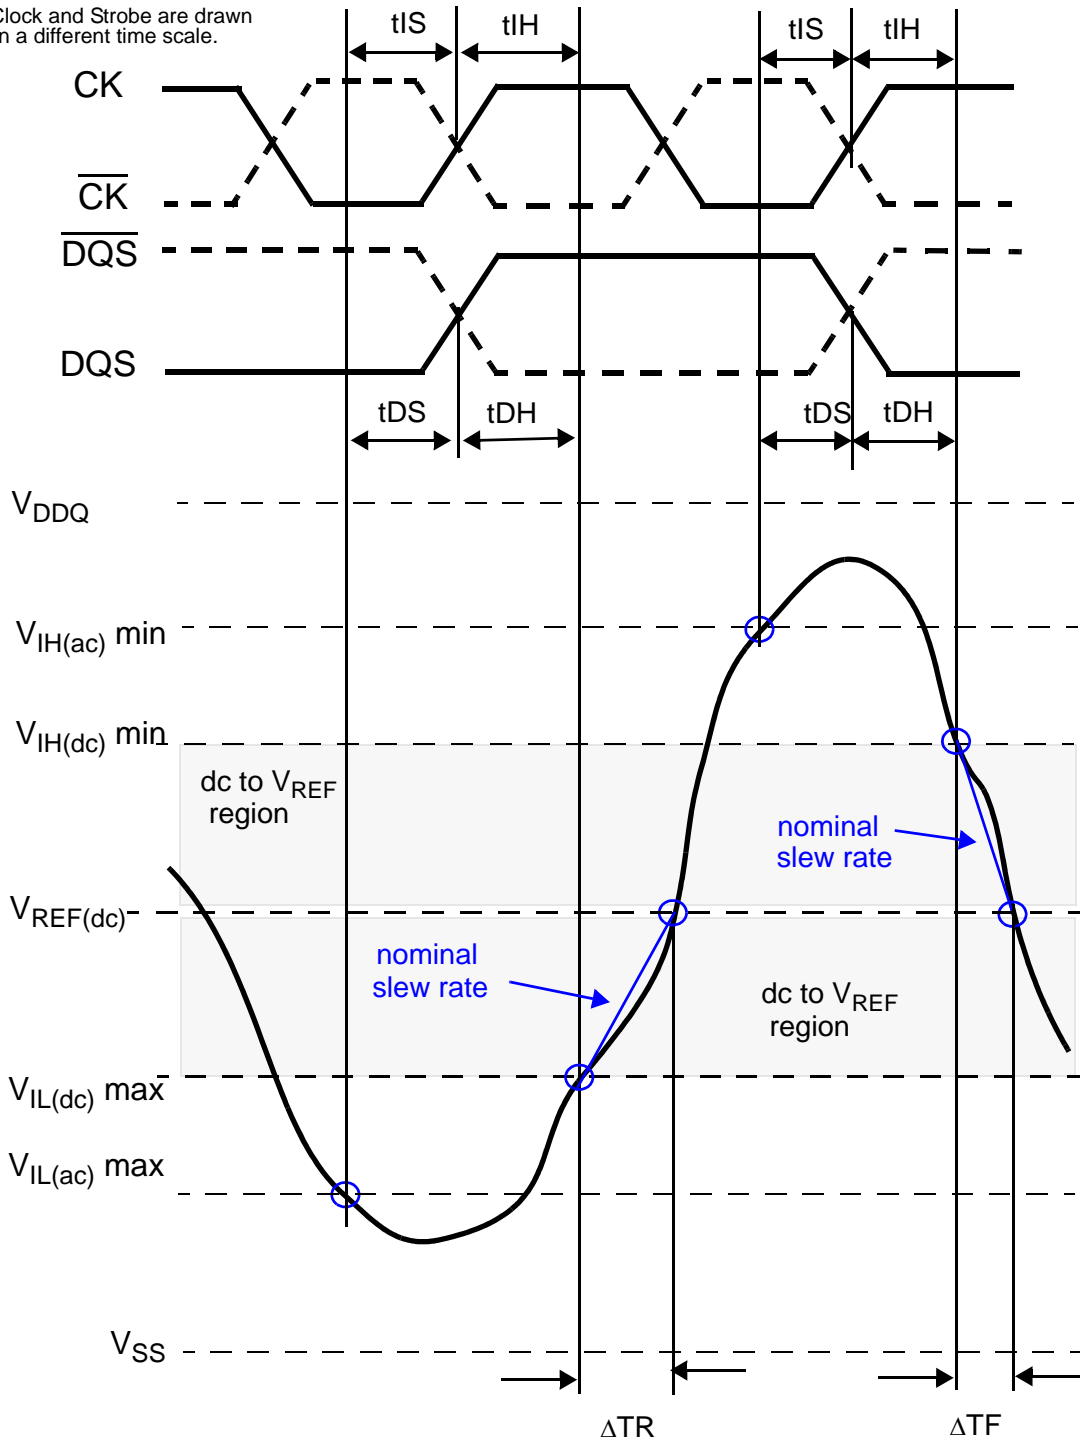 Clock and Strobe are drawn
n a different time scale.
tIS
tIH
tIS
tIH
CK
CK
DQS
DQS
tDS
tDH
tDS
tDH
VDDQ
VIH(ac) min
VIH(dc) min
dc to VREF
region
nominal
slew rate
VREF(dc)
nominal
slew rate
dc to VREF
region
VIL(dc) max
VIL(ac) max
VSS
ΔTR
ΔTF